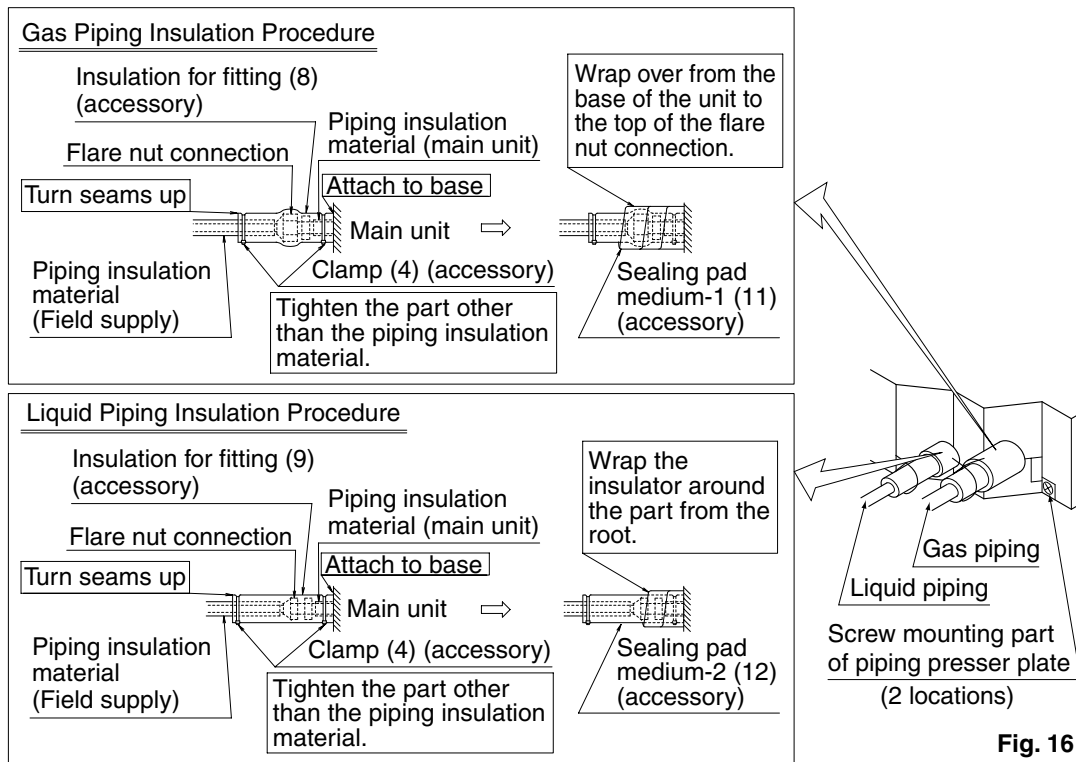 Gas Piping Insulation Procedure
Insulation for fitting (8)
(accessory)
Piping insulation
material (main unit)
Flare nut connection
Attach to base
Turn seams up
Main unit
Piping insulation
material
(Field supply)
Clamp (4) (accessory)
Tighten the part other
than the piping insulation
material.
Wrap over from the
base of the unit to
the top of the flare
nut connection.
Sealing pad
medium-1 (11)
(accessory)
Liquid Piping Insulation Procedure
Insulation for fitting (9)
(accessory)
Piping insulation
material (main unit)
Flare nut connection
Attach to base
Turn seams up
Main unit
Piping insulation
material
(Field supply)
Clamp (4) (accessory)
Tighten the part other
than the piping insulation
material.
Wrap the
insulator around
the part from the
root.
Sealing pad
medium-2 (12)
(accessory)
Gas piping
Liquid piping
Screw mounting part
of piping presser plate
(2 locations)
Fig. 16